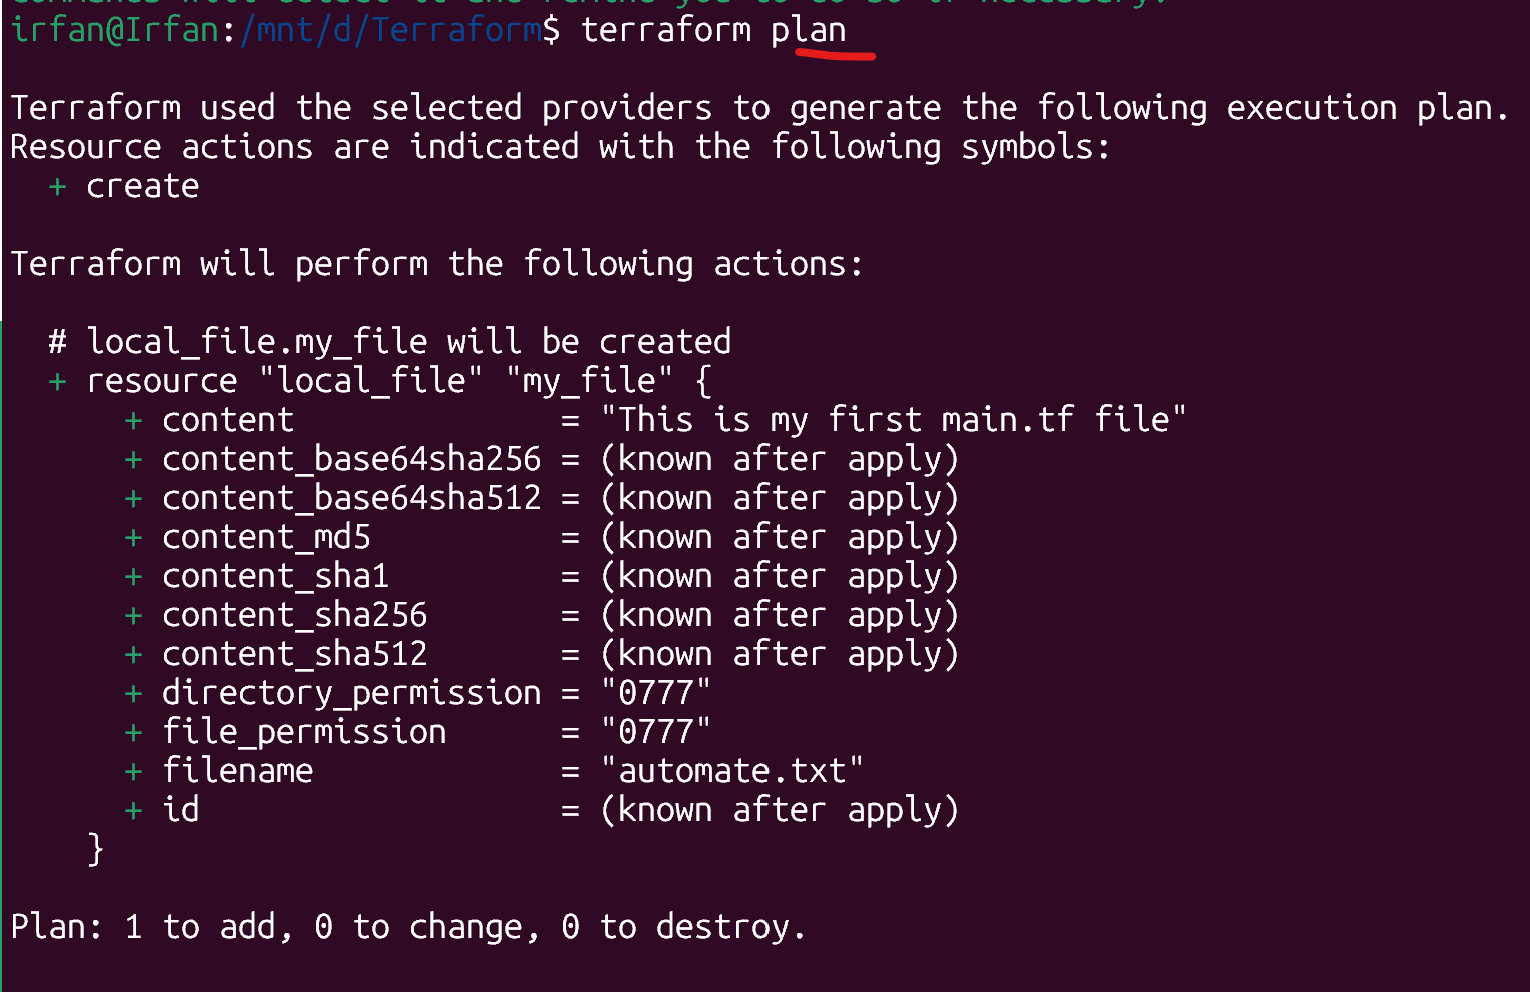 irfan@Irfan:/mnt/d/Terraform$ terraform plan
Terraform used the selected providers to generate the following execution plan.
Resource actions are indicated with the following symbols:
+ create
Terraform will perform the following actions:
# local_file.my_file will be created
+ resource "local_file" "my_file" {
+ content = "This is my first main.tf file"
+ content_base64sha256 = (known after apply)
+ content_base64sha512 = (known after apply)
+ content_md5 = (known after apply)
+ content_sha1 = (known after apply)
+ content_sha256 = (known after apply)
+ content_sha512 = (known after apply)
+ directory_permission = "0777"
+ file_permission = "0777"
+ filename = "automate.txt"
+ id = (known after apply)
}
Plan: 1 to add, 0 to change, 0 to destroy.